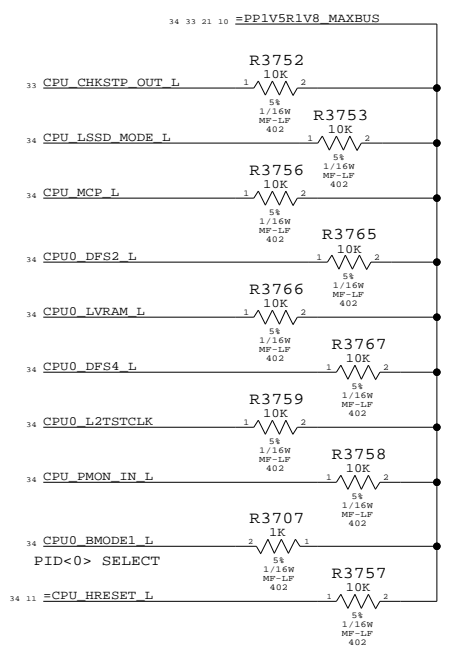 34 33 21 10 =PP1V5R1V8_MAXBUS
R3752
10K
33 CPU_CHKSTP_OUT_L 1 2
5%
1/16W
MF-LF
402
R3753
10K
34 CPU_LSSD_MODE_L 1 2
5%
1/16W
MF-LF
402
R3756
10K
34 CPU_MCP_L 1 2
5%
1/16W
MF-LF
402
R3765
10K
34 CPU0_DFS2_L 1 2
5%
1/16W
MF-LF
402
R3766
10K
34 CPU0_LVRAM_L 1 2
5%
1/16W
MF-LF
402
R3767
10K
34 CPU0_DFS4_L 1 2
5%
1/16W
MF-LF
402
R3759
10K
34 CPU0_L2TSTCLK 1 2
5%
1/16W
MF-LF
402
R3758
10K
34 CPU_PMON_IN_L 1 2
5%
1/16W
MF-LF
402
R3707
1K
34 CPU0_BMODE1_L 2 1
5%
1/16W
MF-LF
402
PID<0> SELECT
R3757
10K
34 11 =CPU_HRESET_L 1 2
5%
1/16W
MF-LF
402